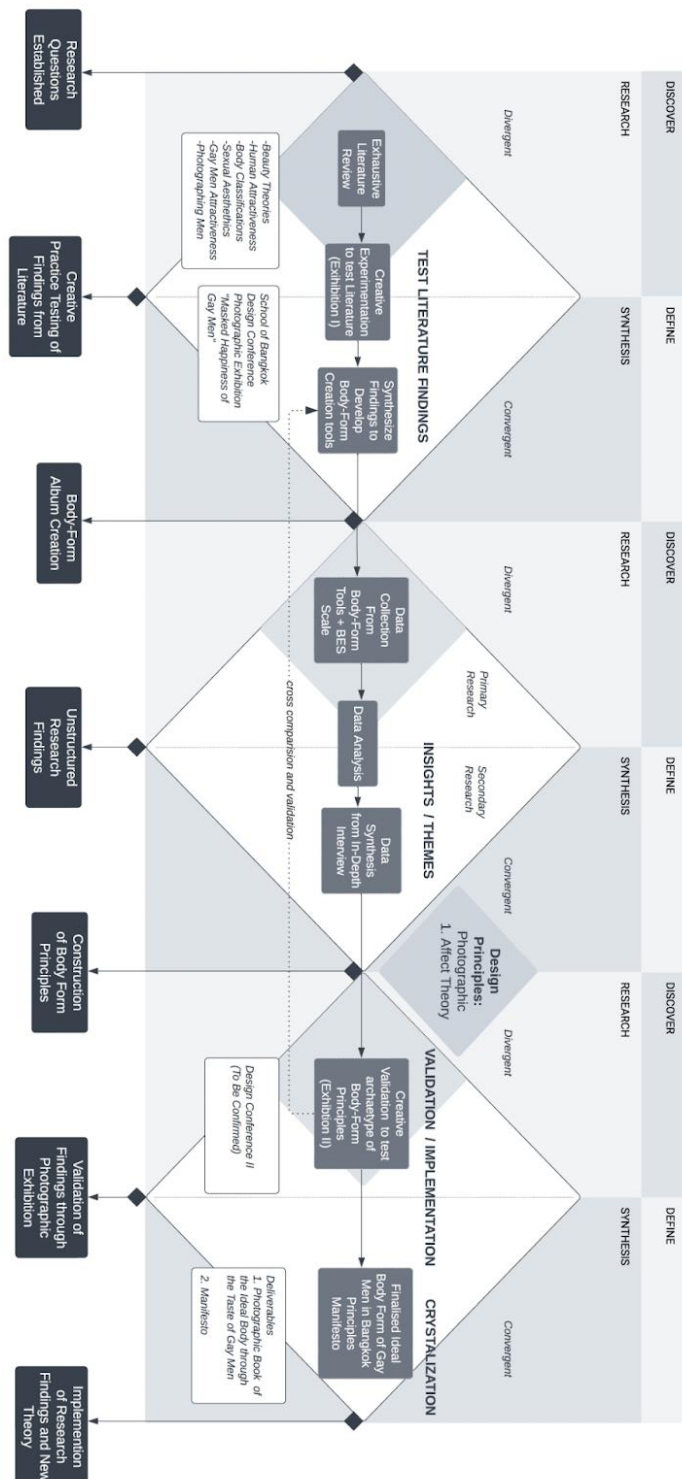 DISCOVER
DEFINE
DISCOVER
DEFINE
DISCOVER
DEFINE
RESEARCH
SYNTHESIS
RESEARCH
SYNTHESIS
RESEARCH
SYNTHESIS
Divergent
Convergent
Divergent
Primary
Research
Secondary
Research
Convergent
Divergent
Convergent
Design
Principles:
Photographic
1. Affect Theory
TEST LITERATURE FINDINGS
INSIGHTS / THEMES
VALIDATION / IMPLEMENTATION
CRYSTALIZATION
Exhaustive
Literature
Review
Creative
Experimentation
to test Literature
(Exihibition I)
Synthesize
Findings to
Develop
Body-Form
Creation tools
Data
Collection
From
Body-Form
Tools + BES
Scale
Data Analysis
Data
Synthesis
from In-Depth
Interview
Creative
Validation to test
archaetype of
Body-Form
Principles
(Exhibtion II)
Finalised Ideal
Body Form of Gay
Men in Bangkok
Principles
Manifesto
cross comparision and validation
-Beauty Theories
-Human Attractiveness
-Body Classifications
-Sexual Aesthethics
-Gay Men Attractiveness
-Photographing Men
School of Bangkok
Design Conference
Photographic Exhibition
"Masked Happiness of
Gay Men"
Design Conference II
(To Be Confirmed)
Deliverables
1. Photographic Book of
the Ideal Body through
the Taste of Gay Men
2. Manifesto
Research
Questions
Established
Creative
Practice Testing of
Findings from
Literature
Body-Form
Album Creation
Unstructured
Research
Findings
Construction
of Body Form
Principles
Validation of
Findings through
Photographic
Exhibition
Implemention
of Research
Findings and New
Theory